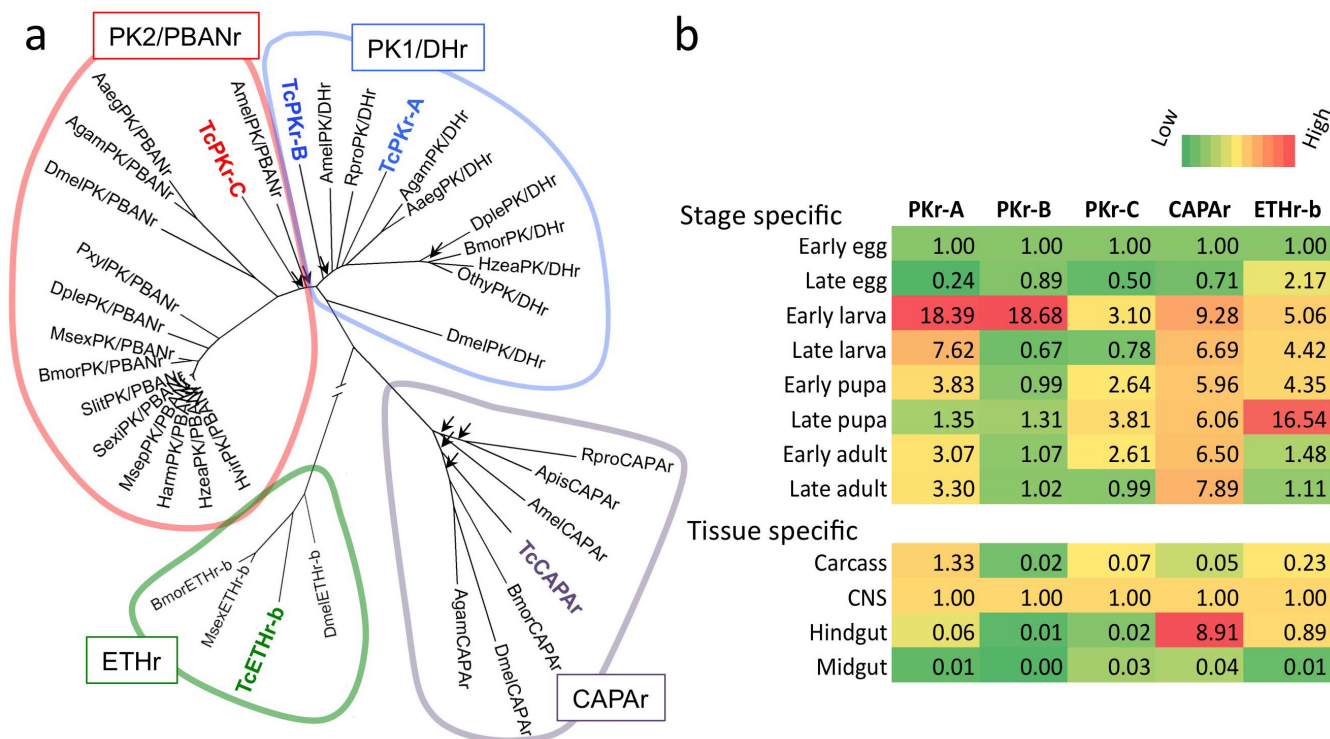 a
PK2/PBANr
PK1/DHr
AaegPK/PBANr
AgamPK/PBANr
DmelPK/PBANr
TcPKr-C
AmelPK/PBANr
TcPKr-B
AmelPK/DHr
RproPK/DHr
TcPKr-A
AgamPK/DHr
AaegPK/DHr
DplePK/DHr
BmorPK/DHr
HzeaPK/DHr
OthyPK/DHr
DmelPK/DHr
PxylPK/PBANr
DplePK/PBANr
MsexPK/PBANr
BmorPK/PBANr
SlitPK/PBANr
SexiPK/PBANr
MsepPK/PBANr
HarmPK/PBANr
HzeaPK/PBANr
HvirPK/PBANr
RproCAPAr
ApisCAPAr
AmelCAPAr
TcCAPAr
BmorCAPAr
DmelCAPAr
AgamCAPAr
CAPAr
BmorETHr-b
MsexETHr-b
TcETHr-b
DmelETHr-b
ETHr
b
Low High
Stage specific PKr-A PKr-B PKr-C CAPAr ETHr-b
Early egg 1.00 1.00 1.00 1.00 1.00
Late egg 0.24 0.89 0.50 0.71 2.17
Early larva 18.39 18.68 3.10 9.28 5.06
Late larva 7.62 0.67 0.78 6.69 4.42
Early pupa 3.83 0.99 2.64 5.96 4.35
Late pupa 1.35 1.31 3.81 6.06 16.54
Early adult 3.07 1.07 2.61 6.50 1.48
Late adult 3.30 1.02 0.99 7.89 1.11
Tissue specific
Carcass 1.33 0.02 0.07 0.05 0.23
CNS 1.00 1.00 1.00 1.00 1.00
Hindgut 0.06 0.01 0.02 8.91 0.89
Midgut 0.01 0.00 0.03 0.04 0.01